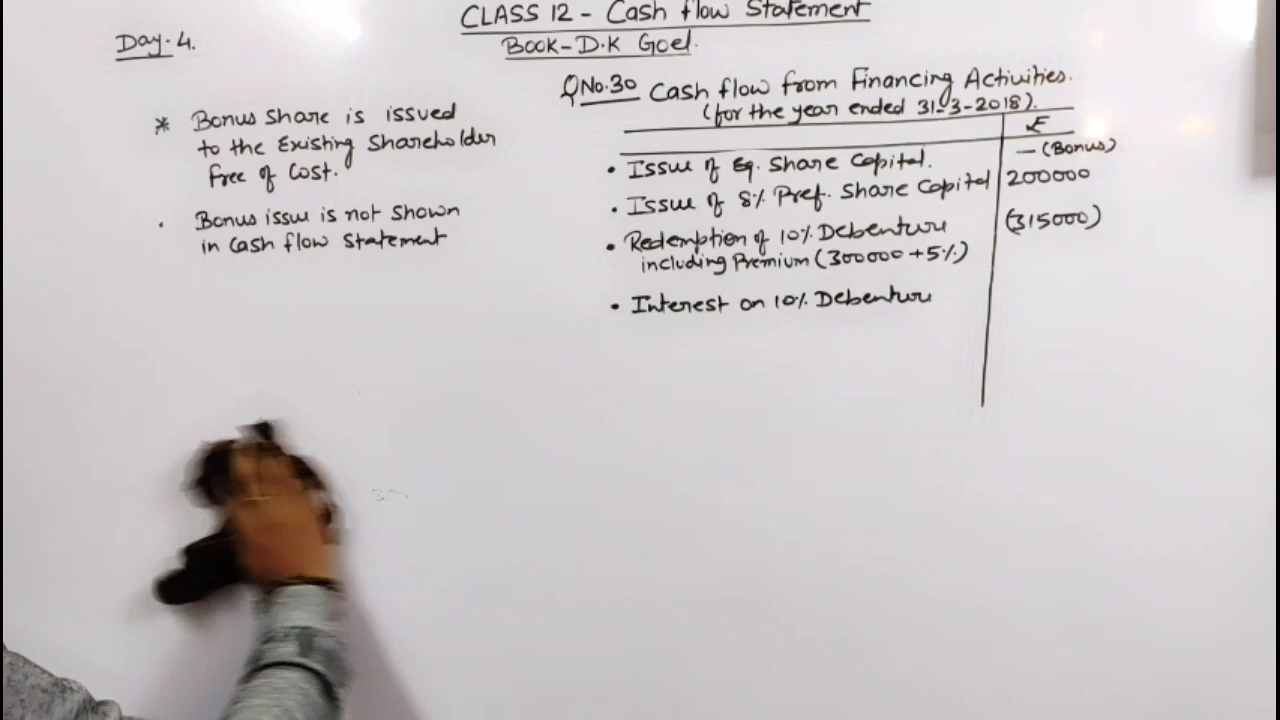 CLASS 12 - Cash flow Statement
Day-4.
BOOK-D.K Goel.
* Bonus share is issued
to the Existing Shareholder
free of Cost.
. Bonus issue is not shown
in Cash flow Statement
QNo.30 Cash flow from Financing Activities.
(for the year ended 31-3-2018).
₹
• Issue of Eq. Share Capital. — (Bonus)
• Issue of 8% Pref. Share Capital 200000
• Redemption of 10% Debenture (315000)
including Premium (300000+5%)
• Interest on 10% Debenture